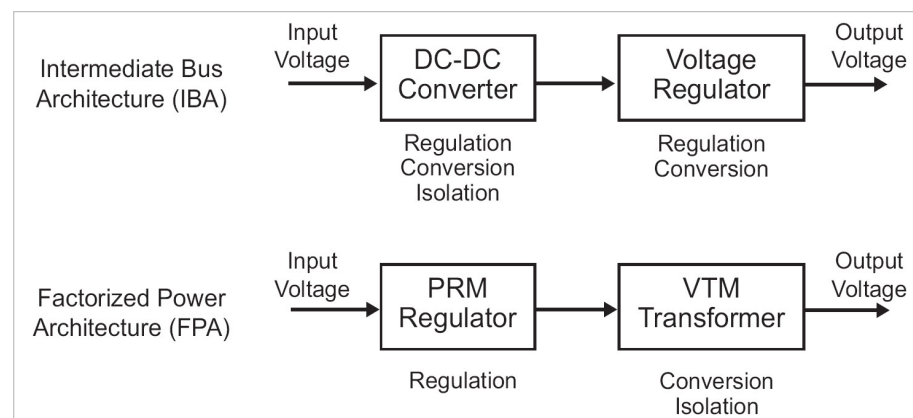 Intermediate Bus
Architecture (IBA)
Input
Voltage
DC-DC
Converter
Regulation
Conversion
Isolation
Voltage
Regulator
Regulation
Conversion
Output
Voltage
Factorized Power
Architecture (FPA)
Input
Voltage
PRM
Regulator
Regulation
VTM
Transformer
Conversion
Isolation
Output
Voltage